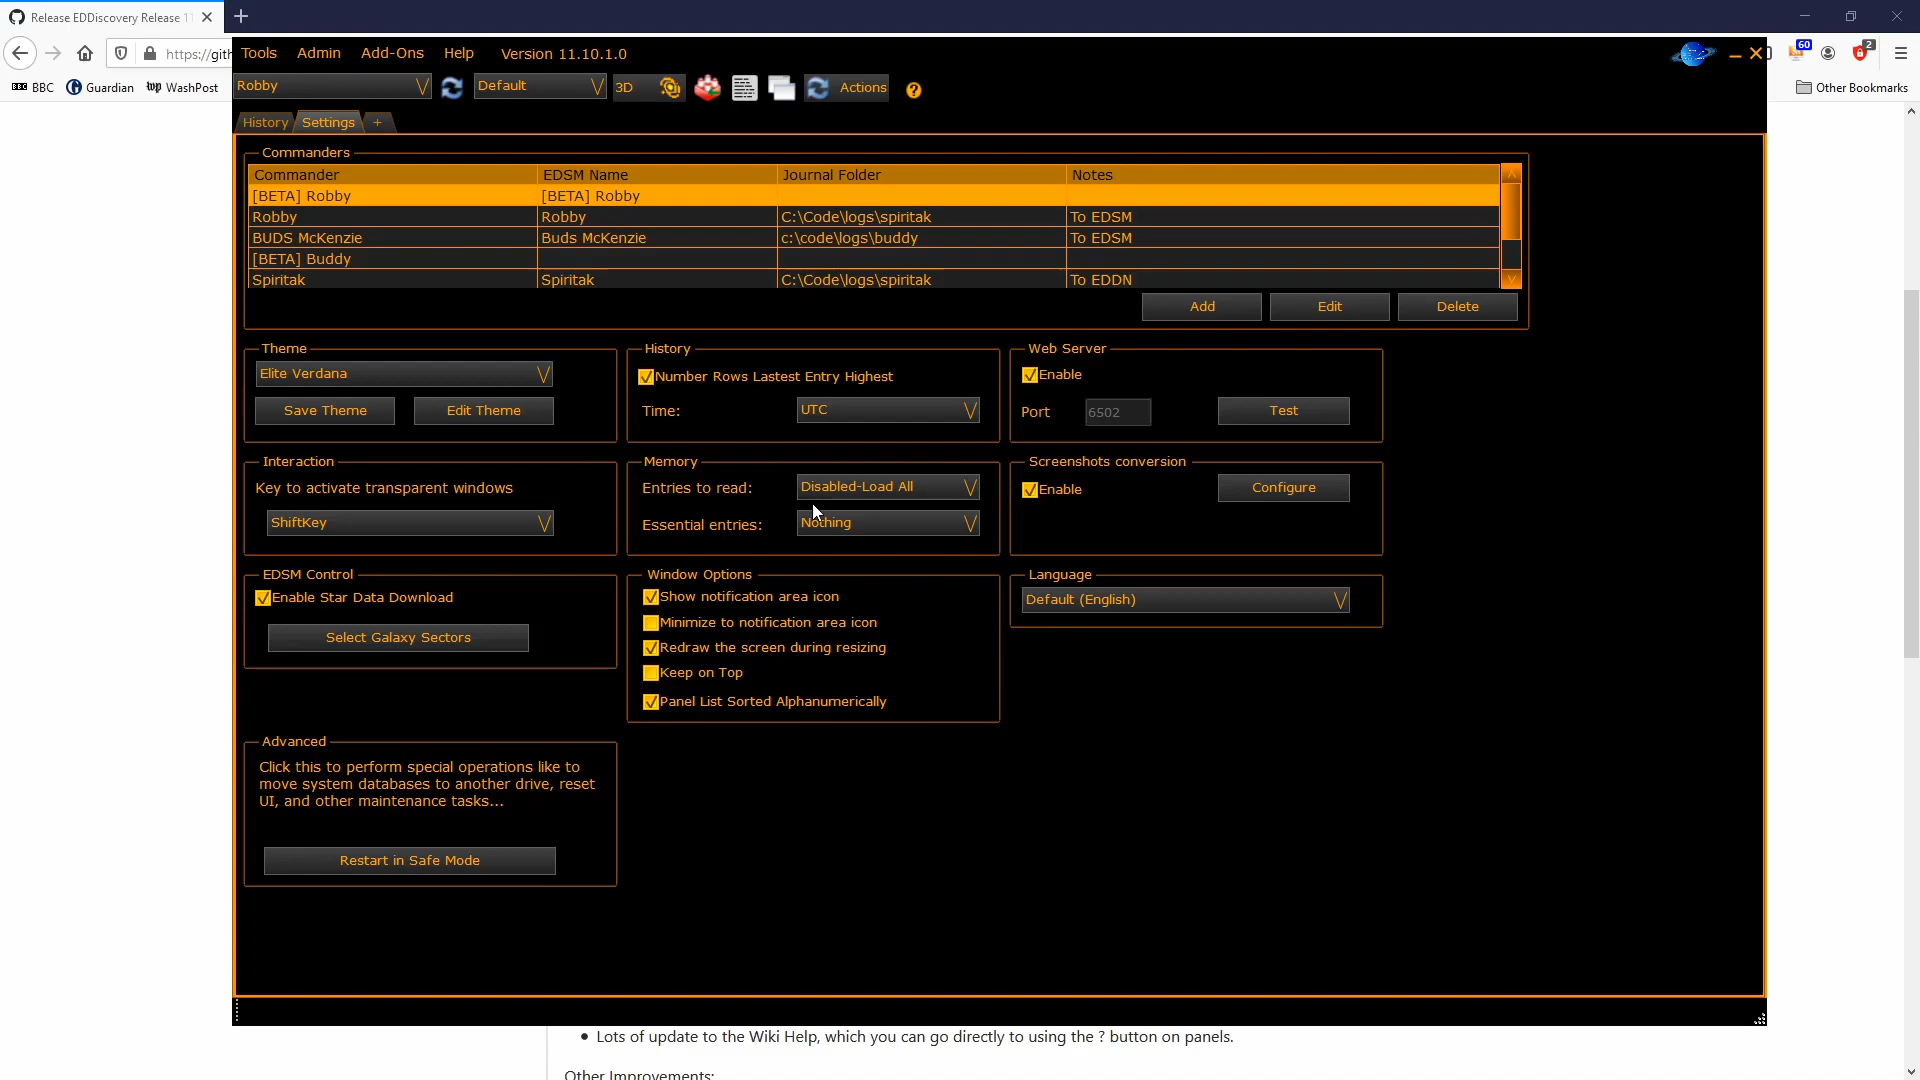 Release EDDiscovery Release 11
https://gith
60
2
BBC BBC
Guardian
wp WashPost
Other Bookmarks
Tools
Admin
Add-Ons
Help
Version 11.10.1.0
Robby
Default
3D
Actions
?
History
Settings
+
Commanders
Commander
EDSM Name
Journal Folder
Notes
[BETA] Robby
[BETA] Robby
Robby
Robby
C:\Code\logs\spiritak
To EDSM
BUDS McKenzie
Buds McKenzie
c:\code\logs\buddy
To EDSM
[BETA] Buddy
Spiritak
Spiritak
C:\Code\logs\spiritak
To EDDN
Add
Edit
Delete
Theme
Elite Verdana
Save Theme
Edit Theme
History
Number Rows Lastest Entry Highest
Time:
UTC
Web Server
Enable
Port
6502
Test
Interaction
Key to activate transparent windows
ShiftKey
Memory
Entries to read:
Disabled-Load All
Essential entries:
Nothing
Screenshots conversion
Enable
Configure
EDSM Control
Enable Star Data Download
Select Galaxy Sectors
Window Options
Show notification area icon
Minimize to notification area icon
Redraw the screen during resizing
Keep on Top
Panel List Sorted Alphanumerically
Language
Default (English)
Advanced
Click this to perform special operations like to
move system databases to another drive, reset
UI, and other maintenance tasks...
Restart in Safe Mode
• Lots of update to the Wiki Help, which you can go directly to using the ? button on panels.
Other Improvements: